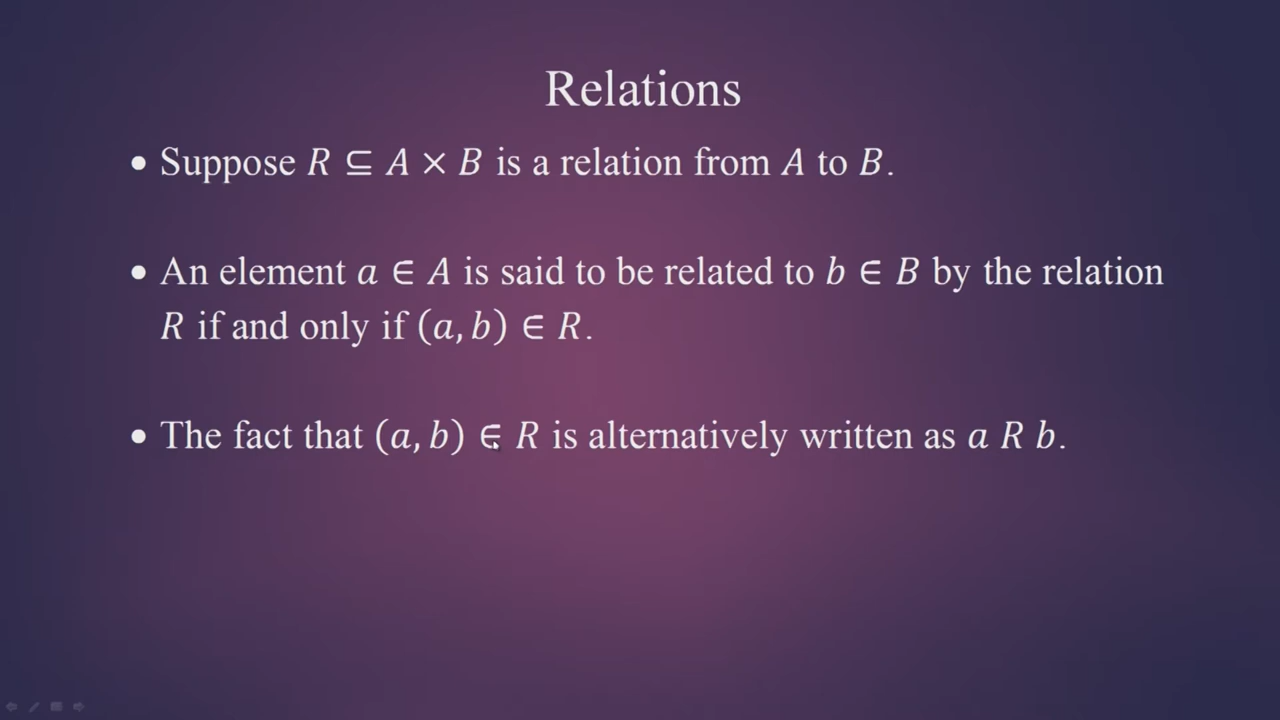 Relations
• Suppose 𝑅 ⊆ 𝐴 × 𝐵 is a relation from 𝐴 to 𝐵.
• An element 𝑎 ∈ 𝐴 is said to be related to 𝑏 ∈ 𝐵 by the relation
𝑅 if and only if (𝑎, 𝑏) ∈ 𝑅.
• The fact that (𝑎, 𝑏) ∈ 𝑅 is alternatively written as 𝑎 𝑅 𝑏.